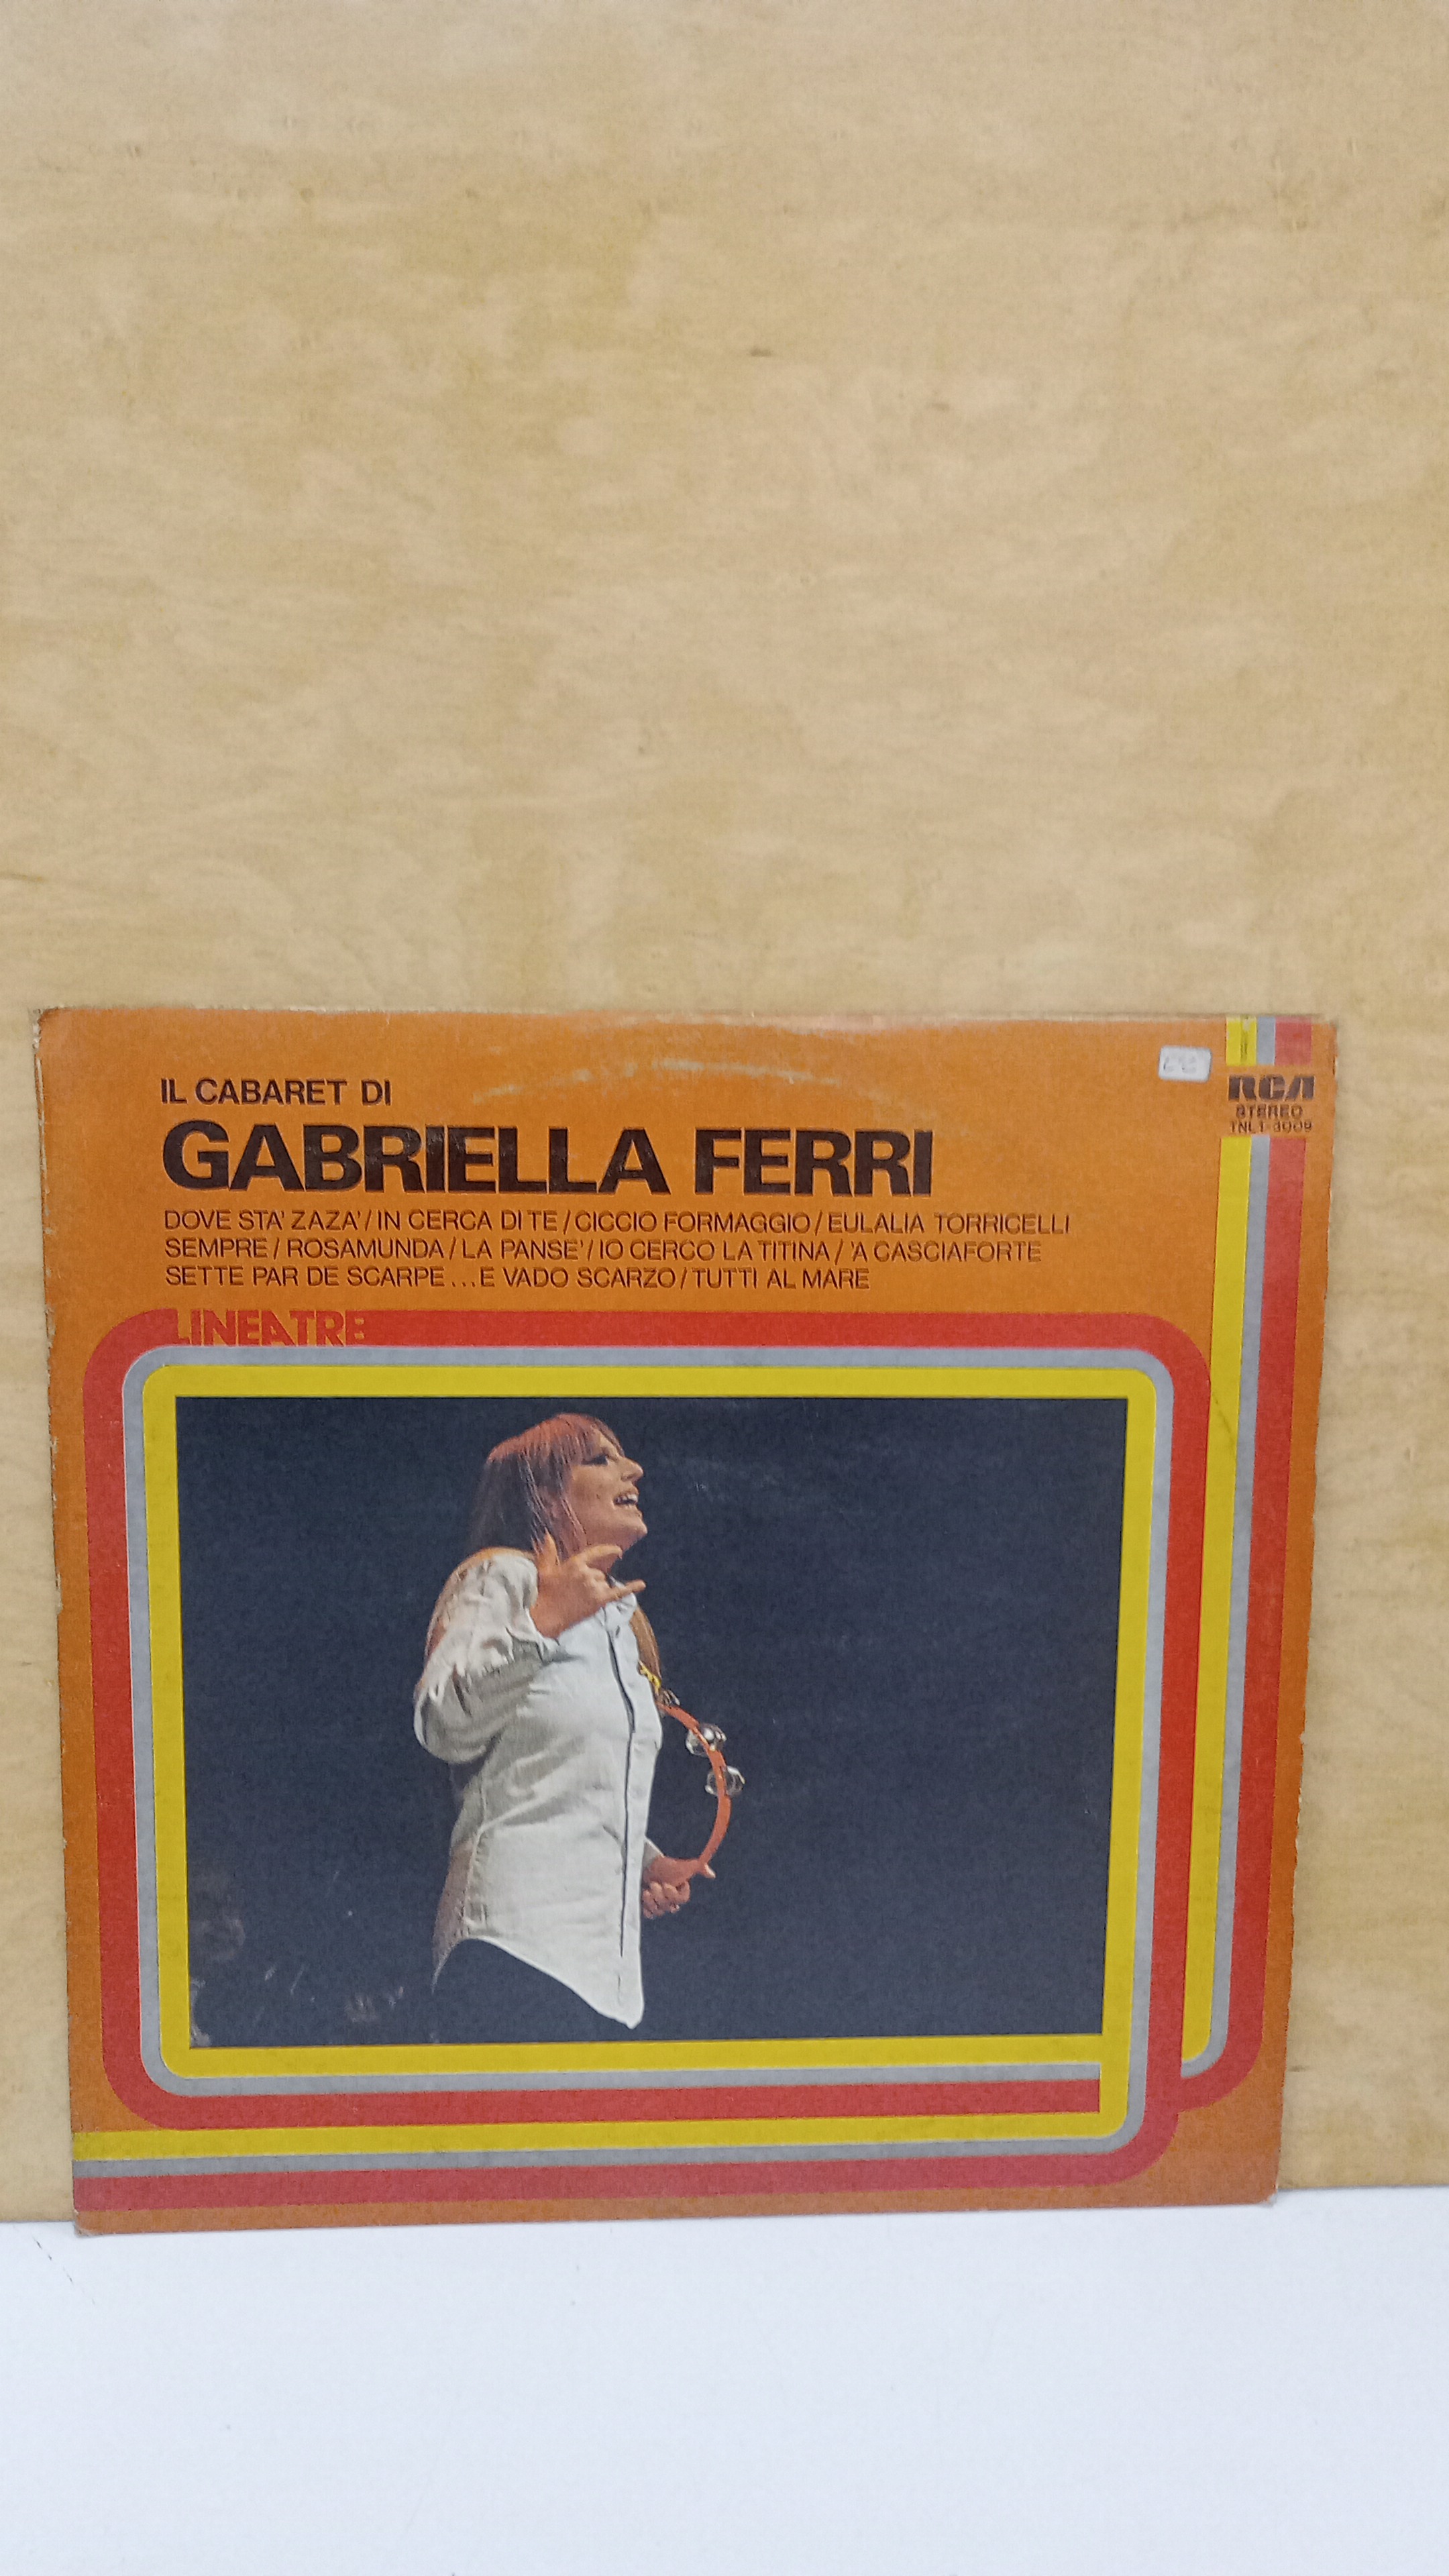 IL CABARET DI
GABRIELLA FERRI
DOVE STA' ZAZA' / IN CERCA DI TE / CICCIO FORMAGGIO / EULALIA TORRICELLI
SEMPRE / ROSAMUNDA / LA PANSE' / IO CERCO LA TITINA / 'A CASCIAFORTE
SETTE PAR DE SCARPE ... E VADO SCARZO / TUTTI AL MARE
RCA
STEREO
TNL1-3009
LINEATRE